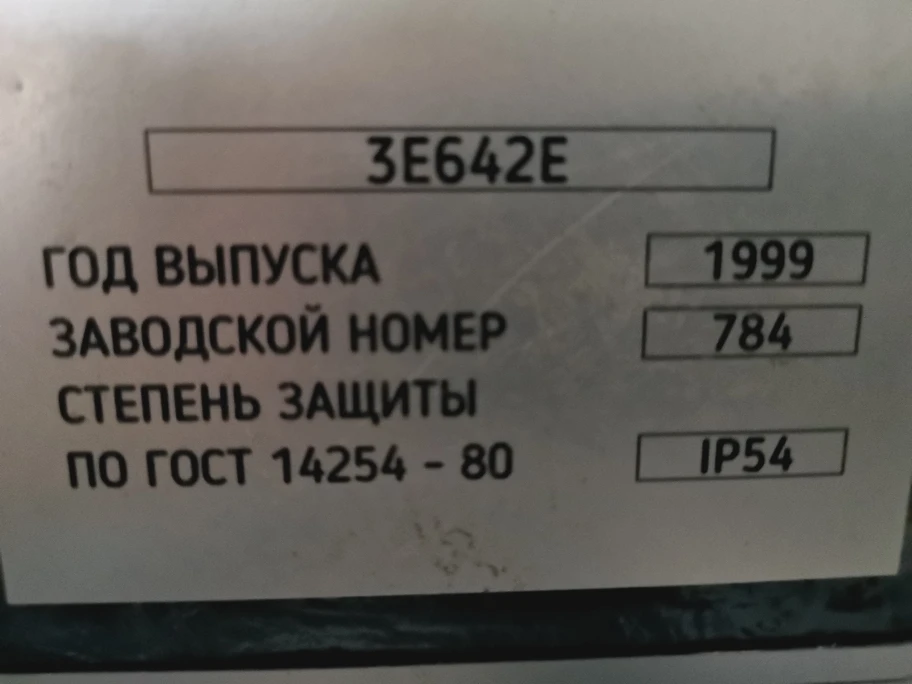 3Е642Е
ГОД ВЫПУСКА 1999
ЗАВОДСКОЙ НОМЕР 784
СТЕПЕНЬ ЗАЩИТЫ
ПО ГОСТ 14254 - 80 IP54